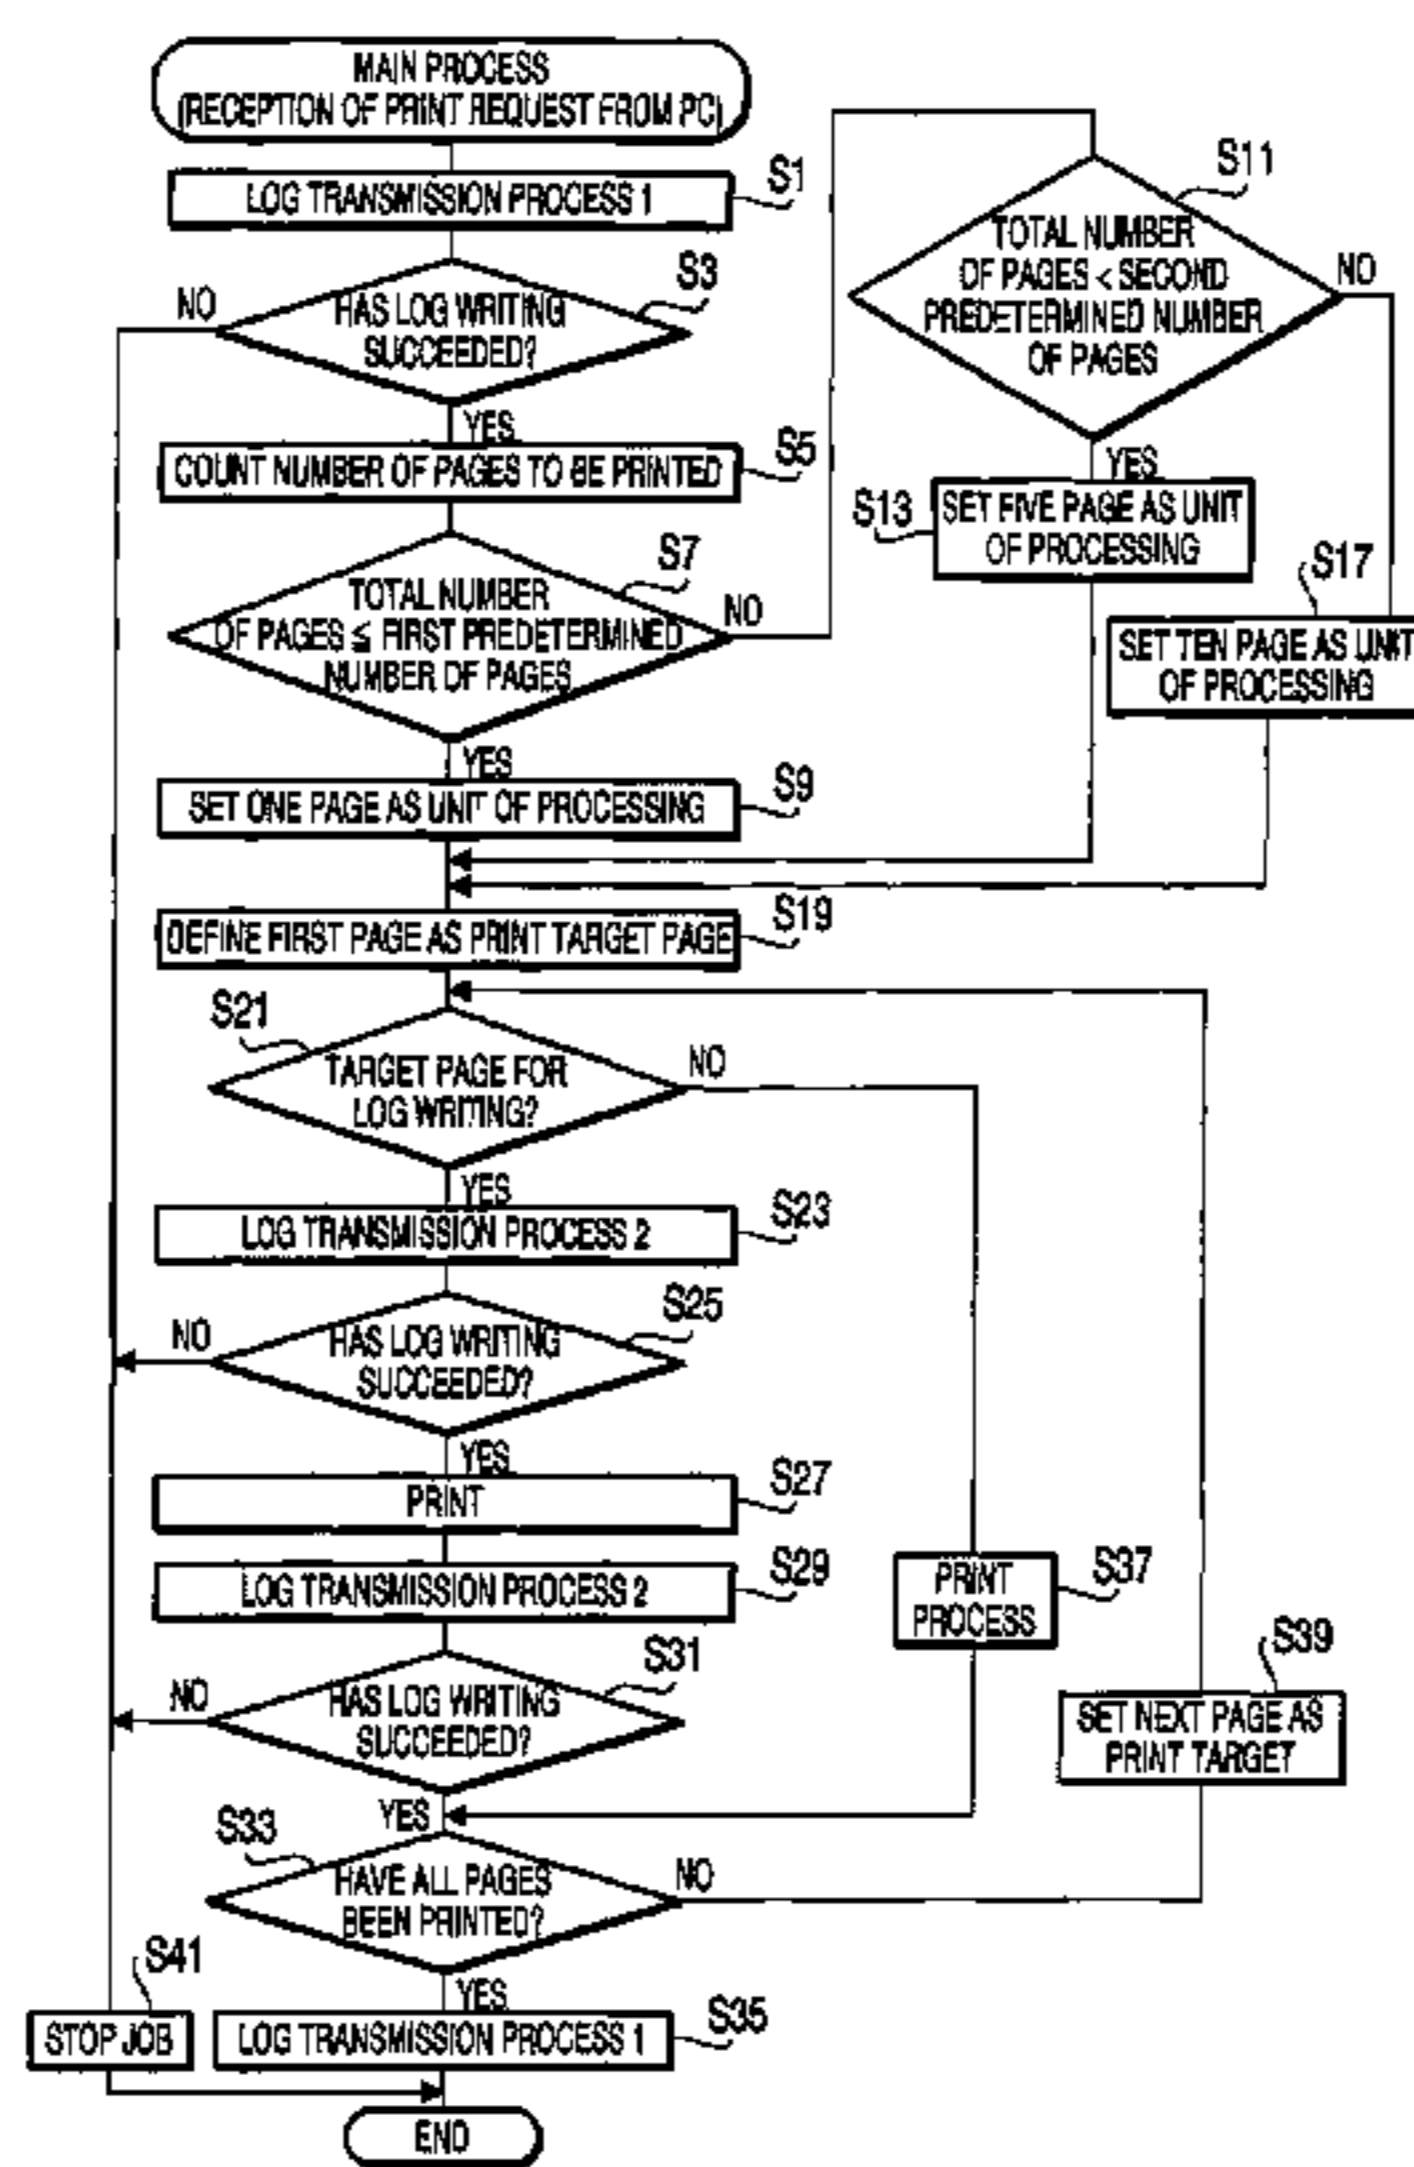 MAIN PROCESS
(RECEPTION OF PRINT REQUEST FROM PC)
LOG TRANSMISSION PROCESS 1
S1
S3
NO
HAS LOG WRITING
SUCCEEDED?
YES
COUNT NUMBER OF PAGES TO BE PRINTED
S5
S7
TOTAL NUMBER
OF PAGES ≦ FIRST PREDETERMINED
NUMBER OF PAGES
NO
YES
SET ONE PAGE AS UNIT OF PROCESSING
S9
S11
TOTAL NUMBER
OF PAGES < SECOND
PREDETERMINED NUMBER
OF PAGES
NO
YES
S13
SET FIVE PAGE AS UNIT
OF PROCESSING
S17
SET TEN PAGE AS UNIT
OF PROCESSING
DEFINE FIRST PAGE AS PRINT TARGET PAGE
S19
S21
TARGET PAGE FOR
LOG WRITING?
NO
YES
LOG TRANSMISSION PROCESS 2
S23
S25
NO
HAS LOG WRITING
SUCCEEDED?
YES
PRINT
S27
LOG TRANSMISSION PROCESS 2
S29
S31
NO
HAS LOG WRITING
SUCCEEDED?
YES
PRINT
PROCESS
S37
S39
SET NEXT PAGE AS
PRINT TARGET
S33
HAVE ALL PAGES
BEEN PRINTED?
NO
YES
S41
STOP JOB
LOG TRANSMISSION PROCESS 1
S35
END